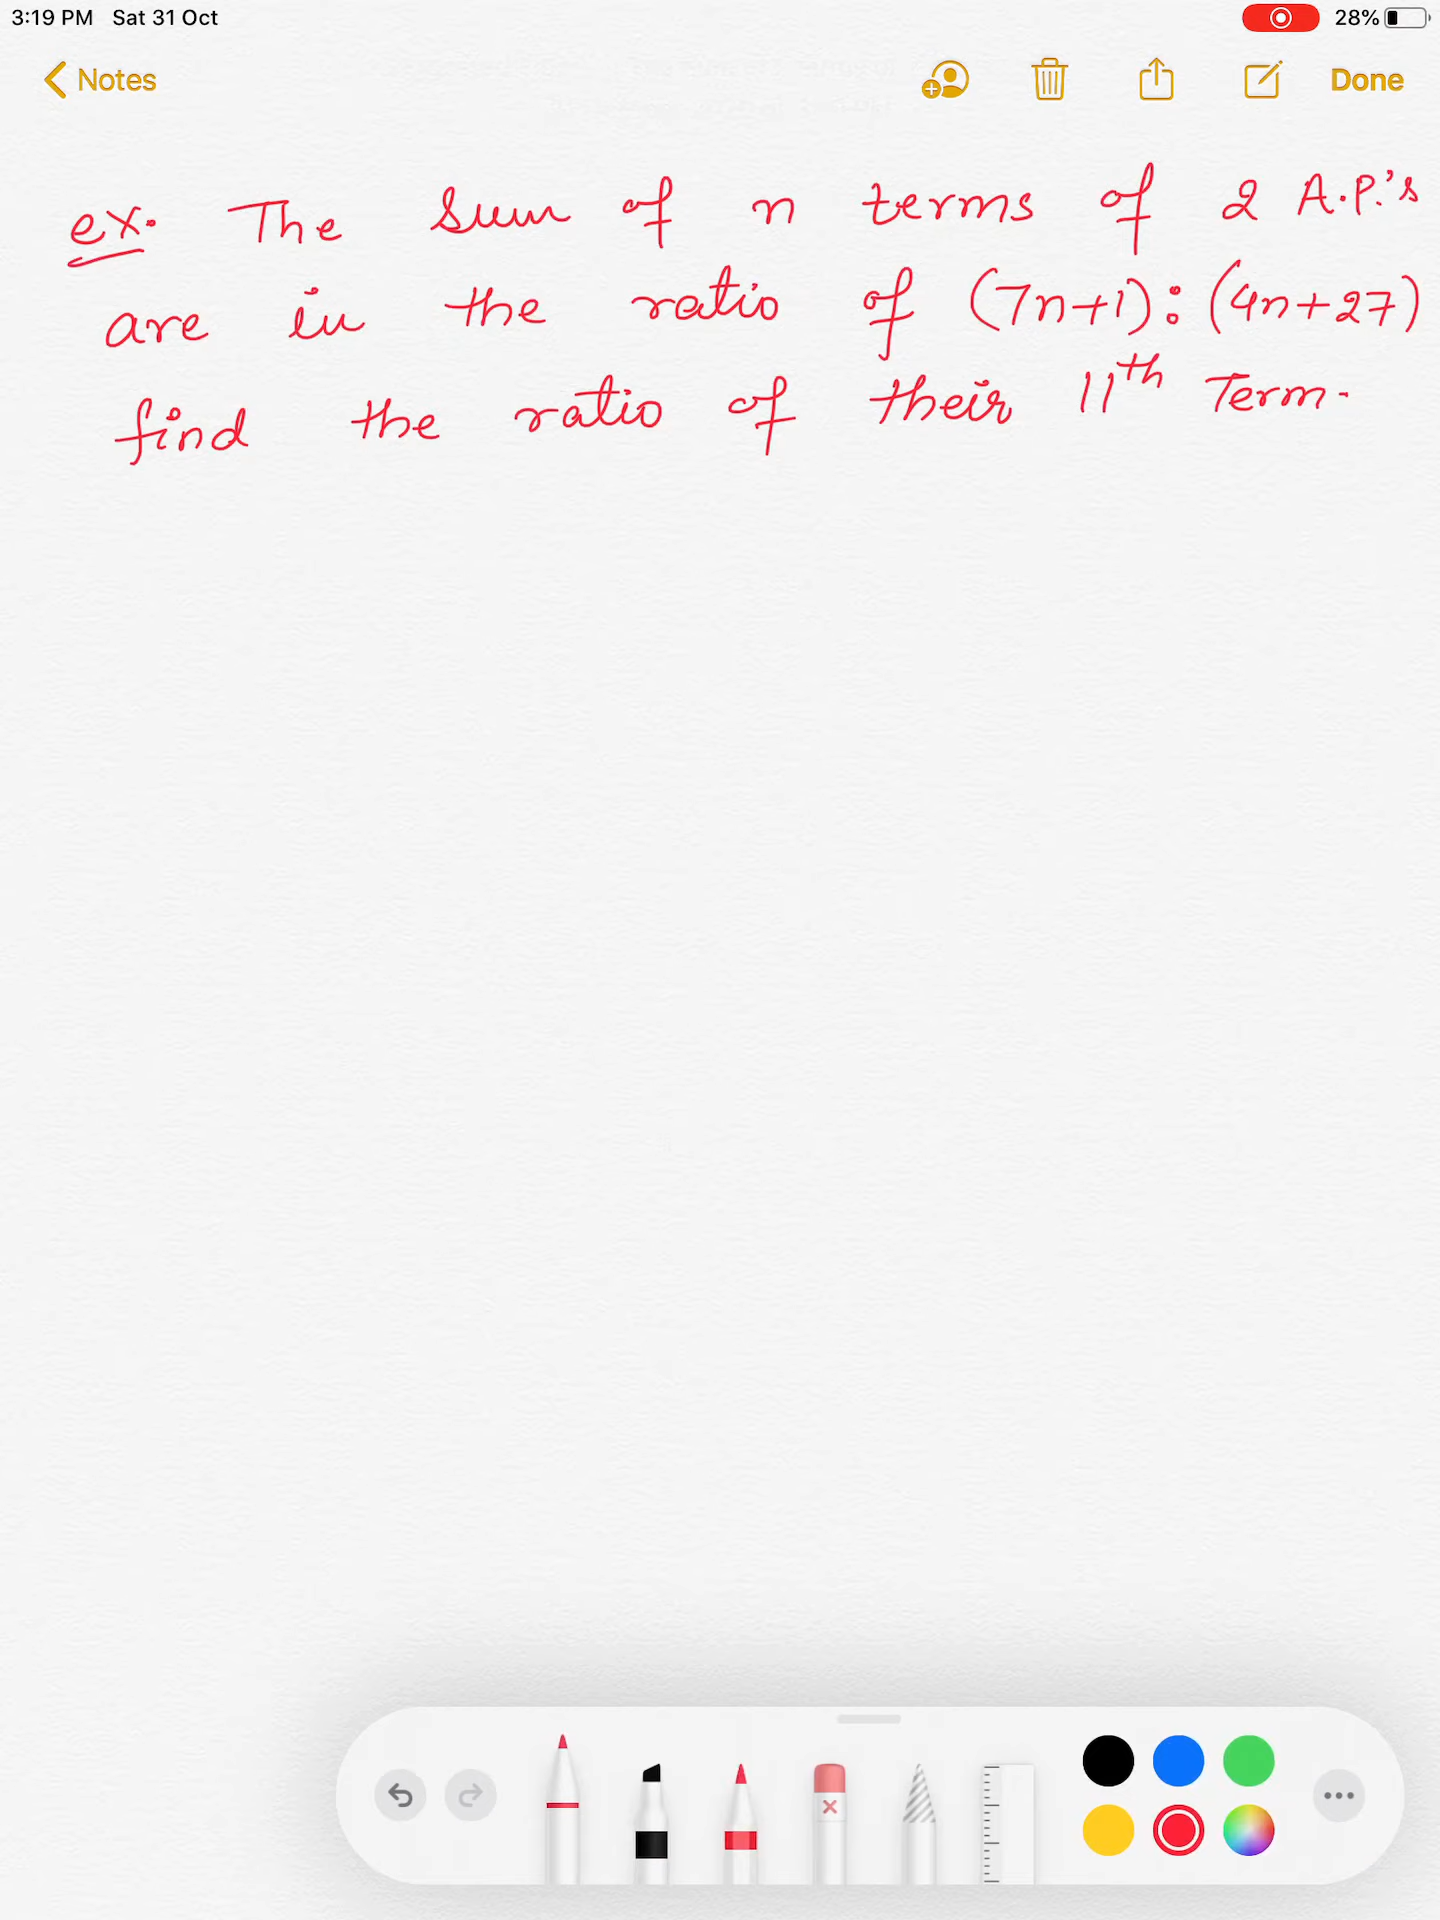 3:19 PM Sat 31 Oct 28%
Notes Done
ex. The Sum of n terms of 2 A.P.'s
are in the ratio of (7n+1):(4n+27)
find the ratio of their 11th Term.